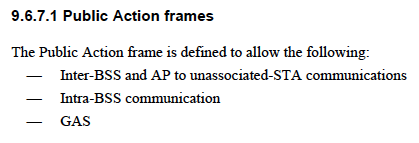 9.6.7.1 Public Action frames
The Public Action frame is defined to allow the following:
— Inter-BSS and AP to unassociated-STA communications
— Intra-BSS communication
— GAS